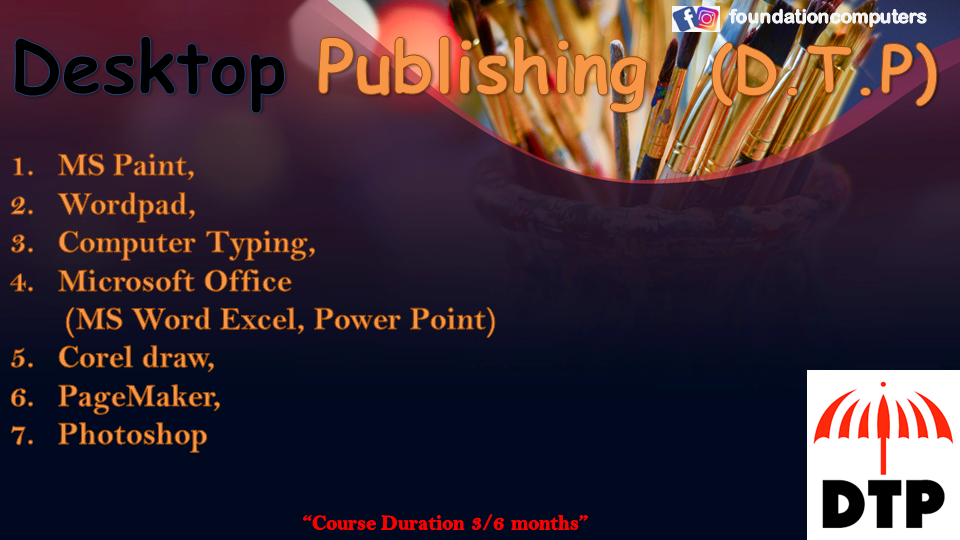 foundationcomputers
Desktop Publishing (D.T.P)
1. MS Paint,
2. Wordpad,
3. Computer Typing,
4. Microsoft Office
(MS Word Excel, Power Point)
5. Corel draw,
6. PageMaker,
7. Photoshop
DTP
“Course Duration 3/6 months”